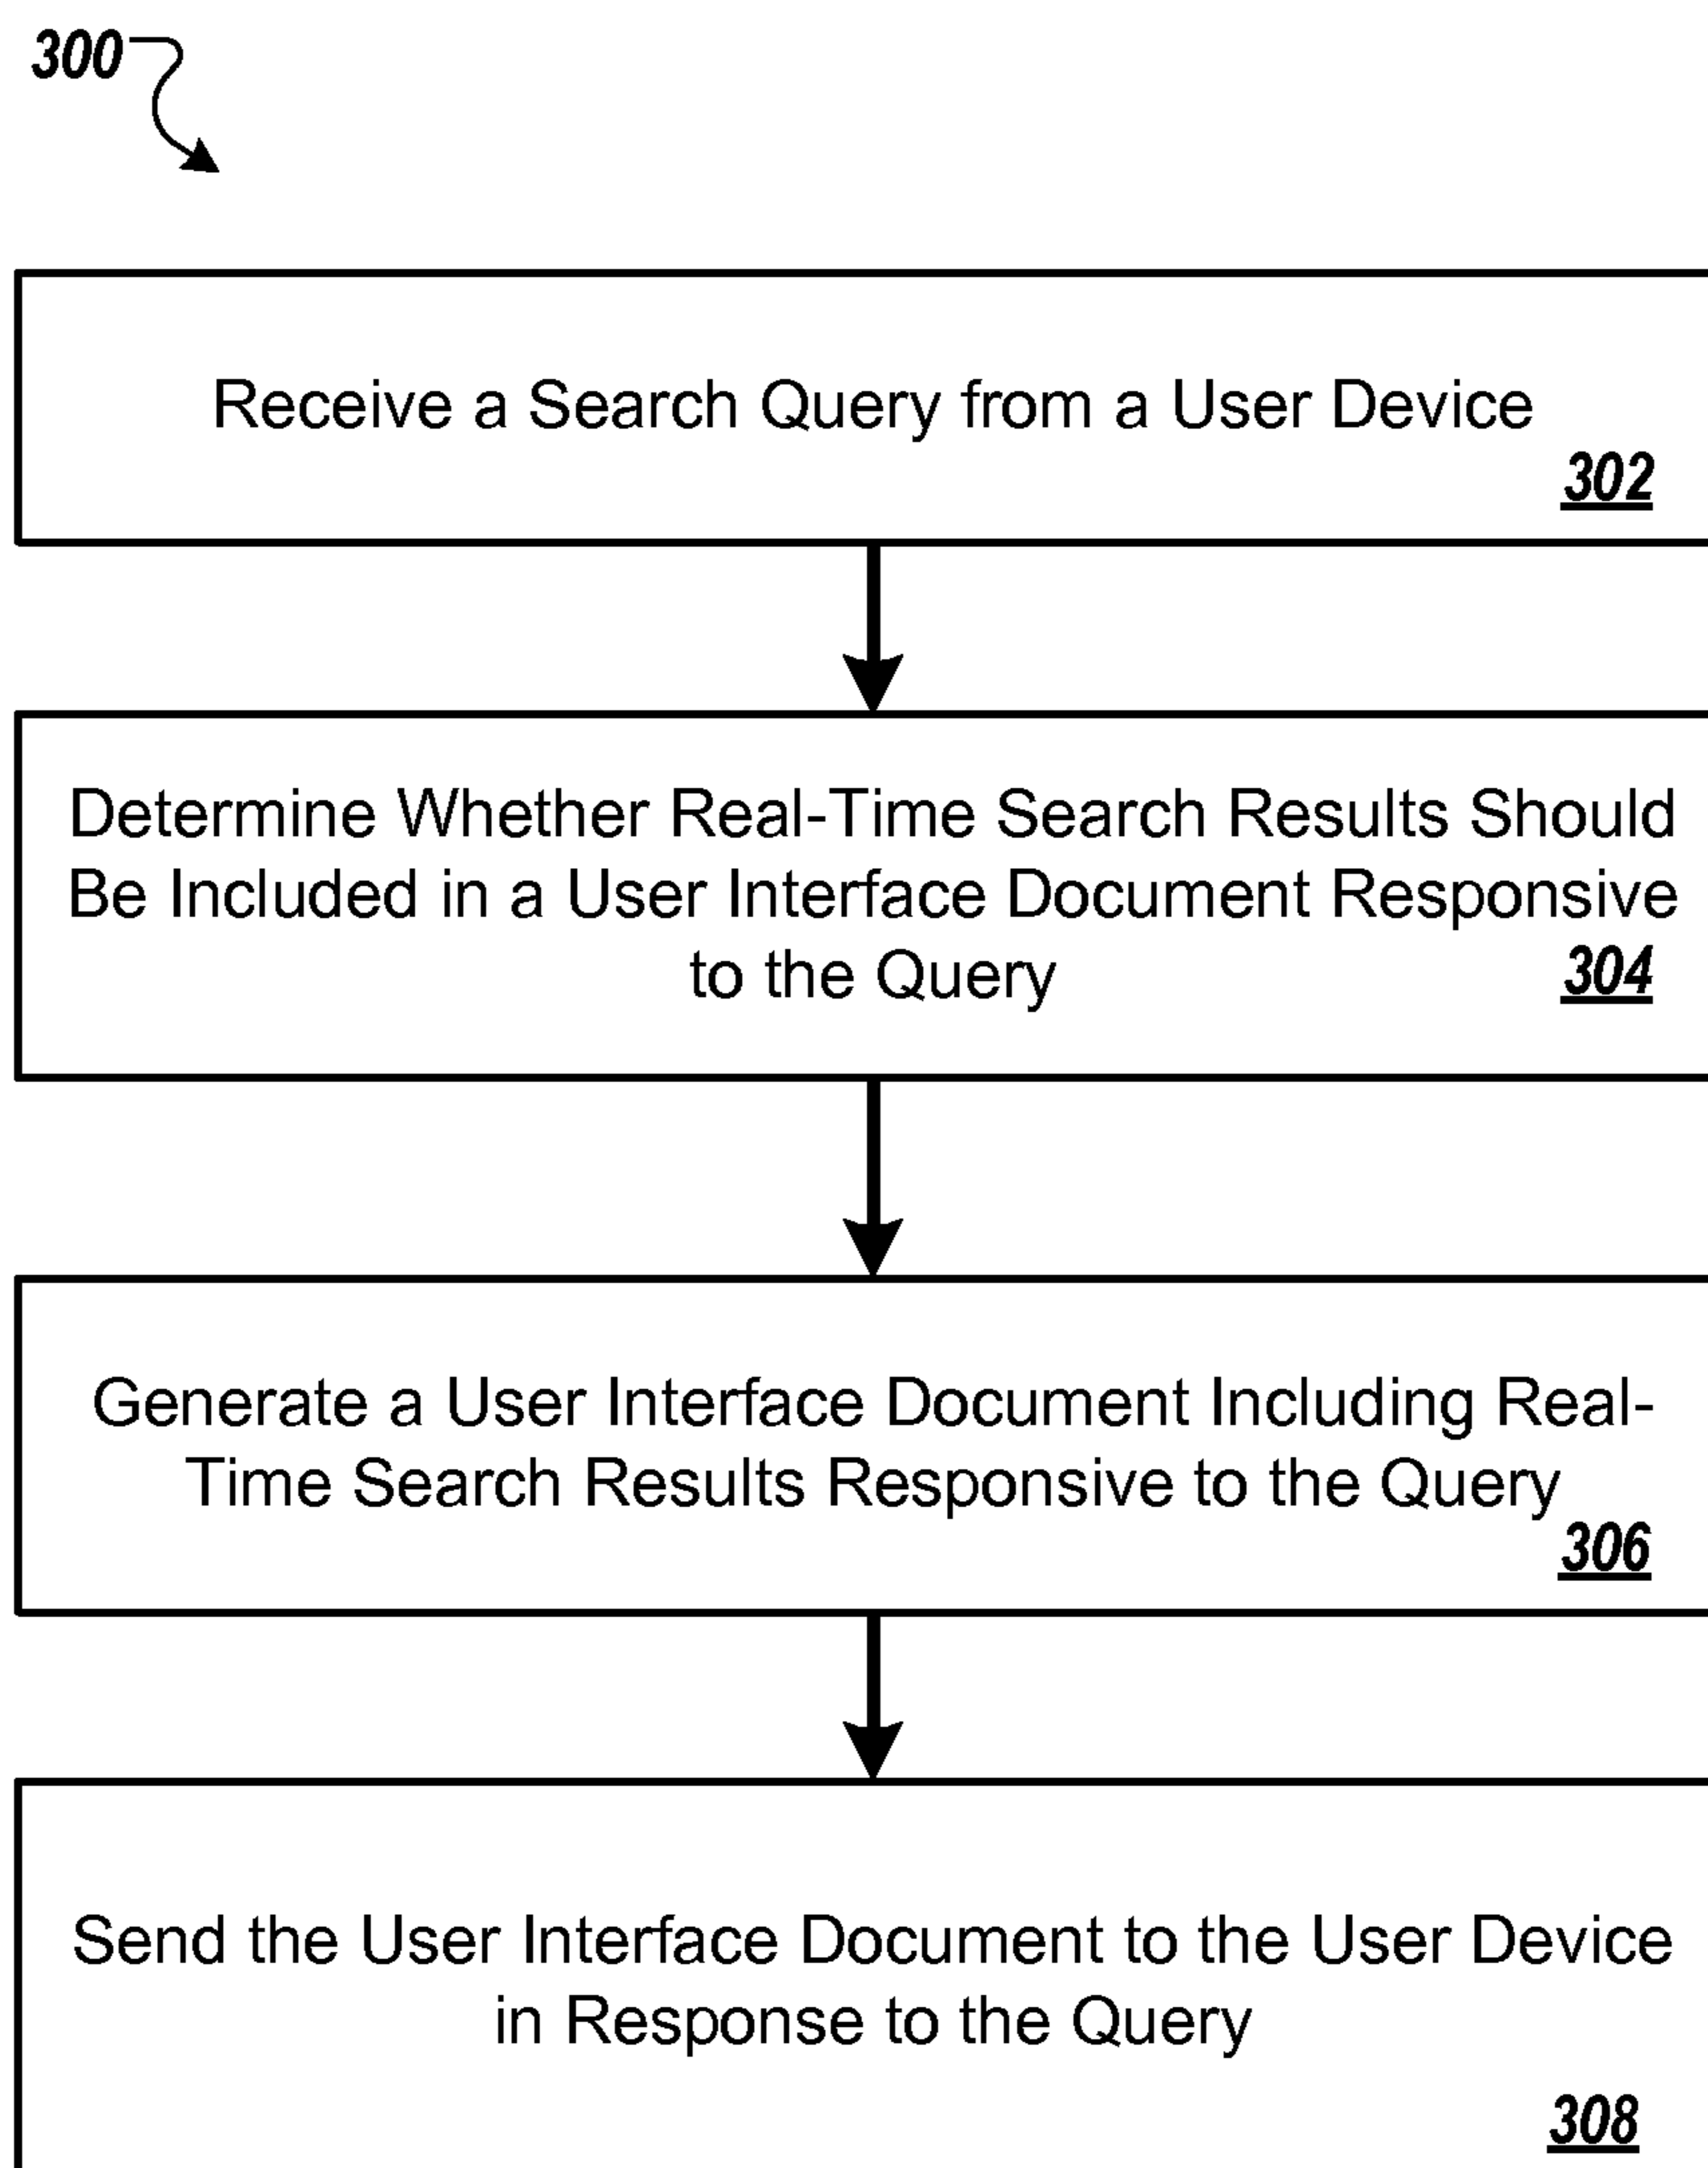 300
Receive a Search Query from a User Device
302
Determine Whether Real-Time Search Results Should
Be Included in a User Interface Document Responsive
to the Query
304
Generate a User Interface Document Including Real-
Time Search Results Responsive to the Query
306
Send the User Interface Document to the User Device
in Response to the Query
308